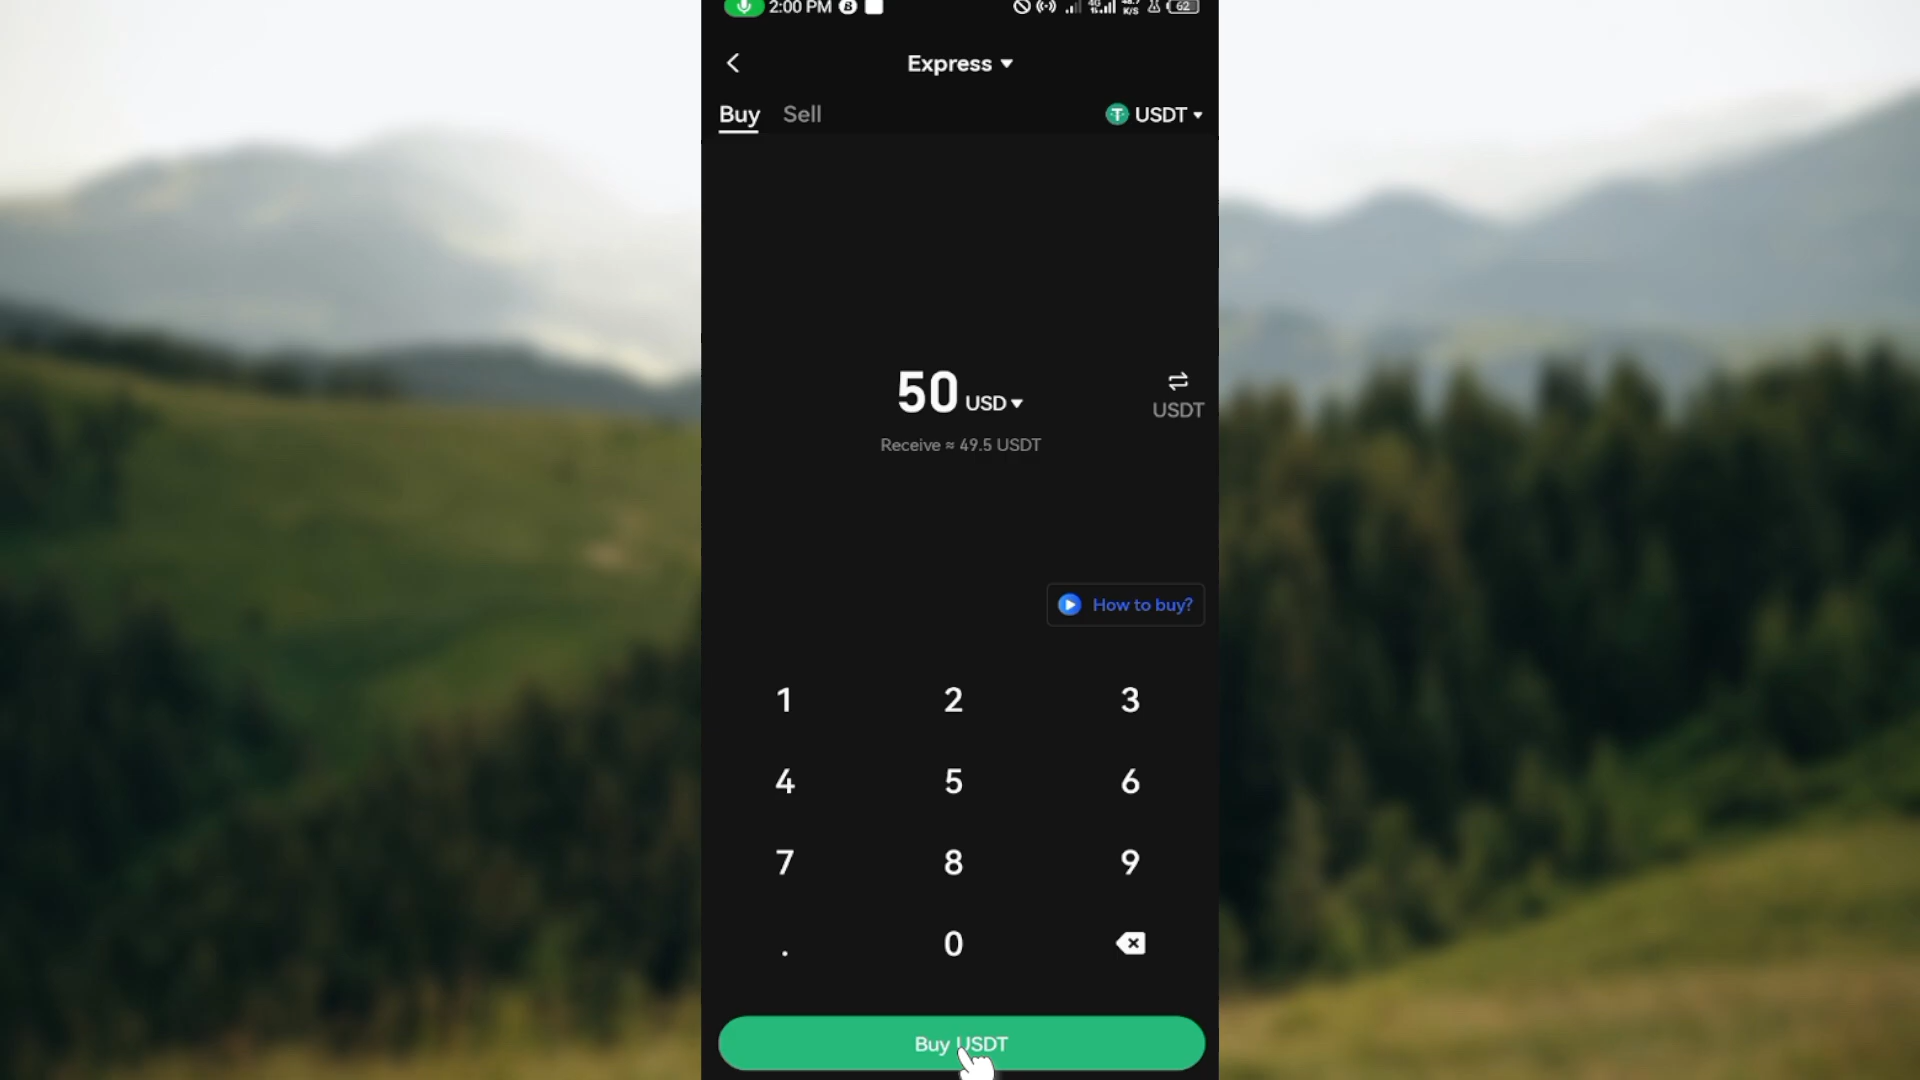 2:00 PM
62
Express
Buy Sell USDT
50 USD
USDT
Receive ≈ 49.5 USDT
How to buy?
1 2 3
4 5 6
7 8 9
. 0
Buy USDT